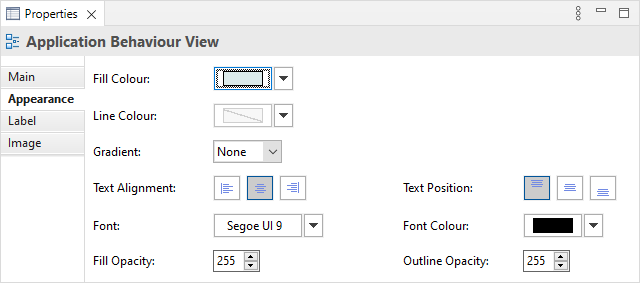 Properties
Application Behaviour View
Main
Appearance
Label
Image
Fill Colour:
Line Colour:
Gradient: None
Text Alignment: Text Position:
Font: Segoe UI 9 Font Colour:
Fill Opacity: 255 Outline Opacity: 255